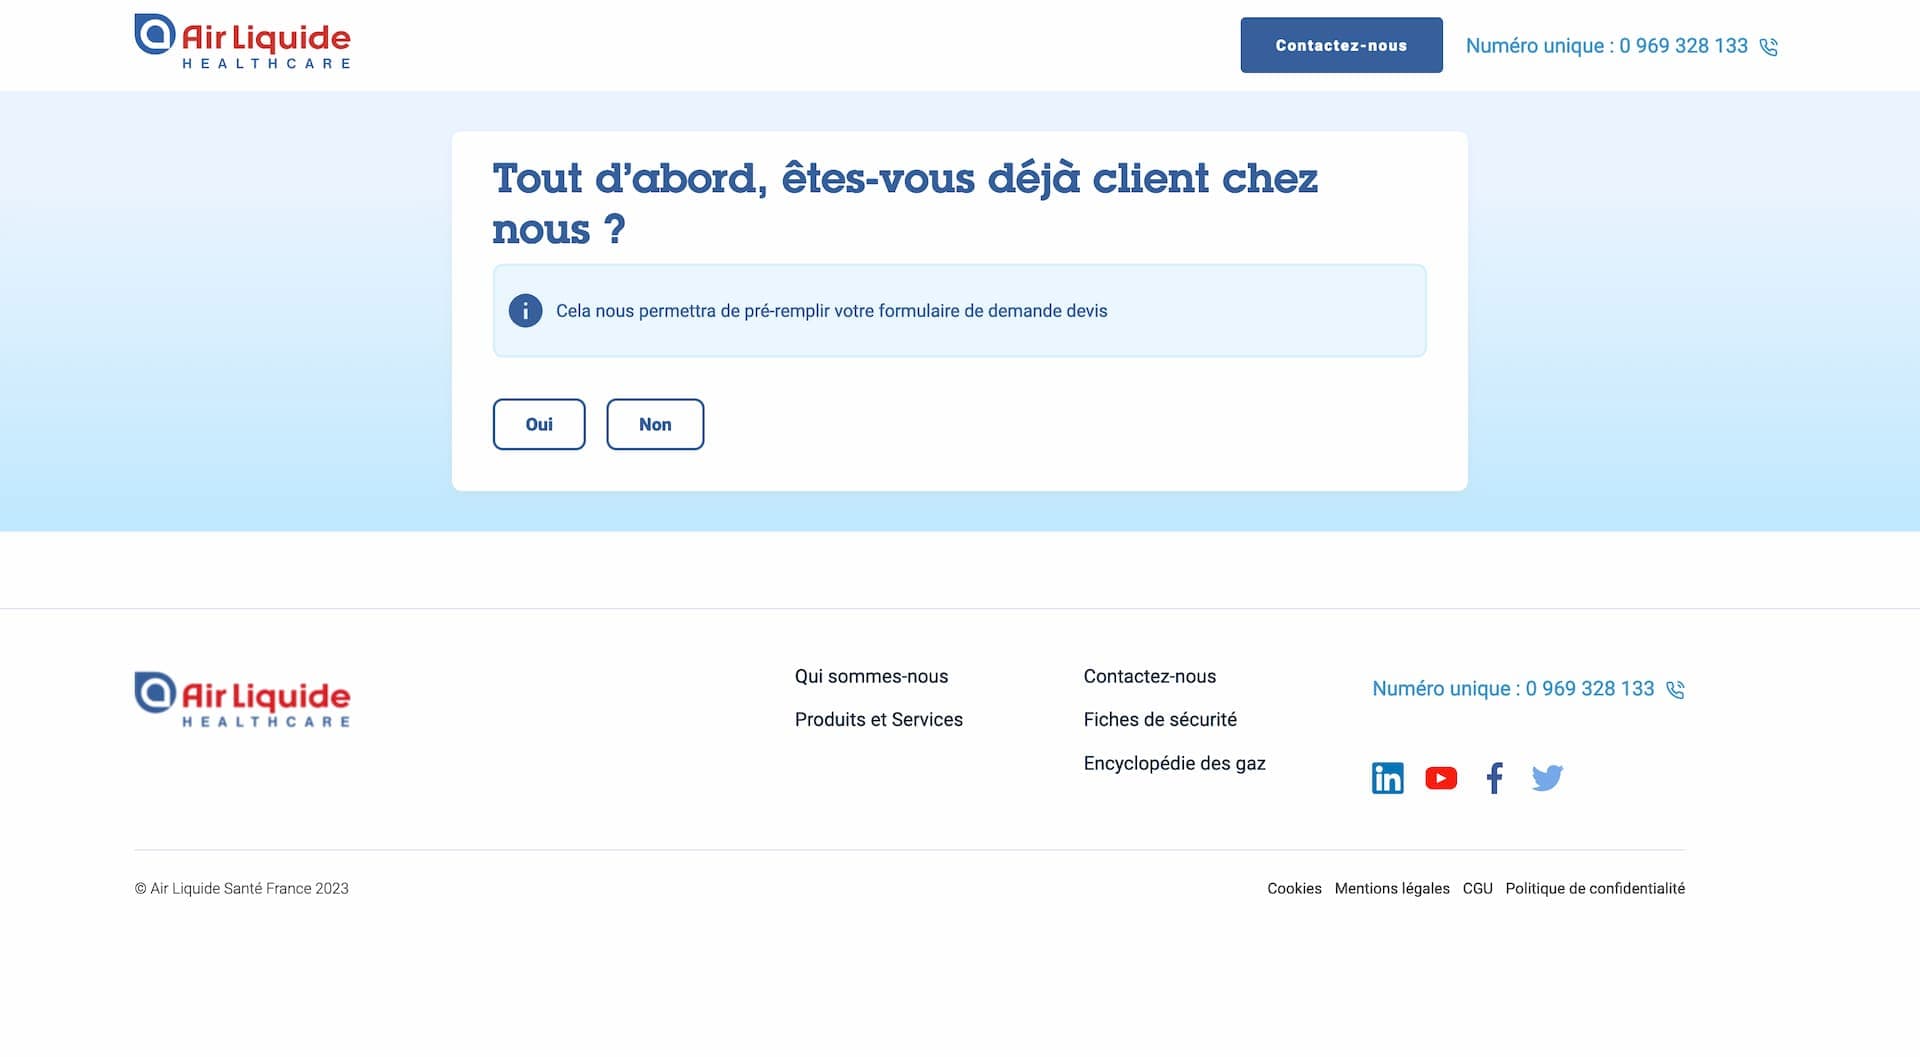 Air Liquide
HEALTHCARE
Contactez-nous
Numéro unique : 0 969 328 133
Tout d’abord, êtes-vous déjà client chez
nous ?
Cela nous permettra de pré-remplir votre formulaire de demande devis
Oui
Non
Air Liquide
HEALTHCARE
Qui sommes-nous
Produits et Services
Contactez-nous
Fiches de sécurité
Encyclopédie des gaz
Numéro unique : 0 969 328 133
© Air Liquide Santé France 2023
Cookies
Mentions légales
CGU
Politique de confidentialité